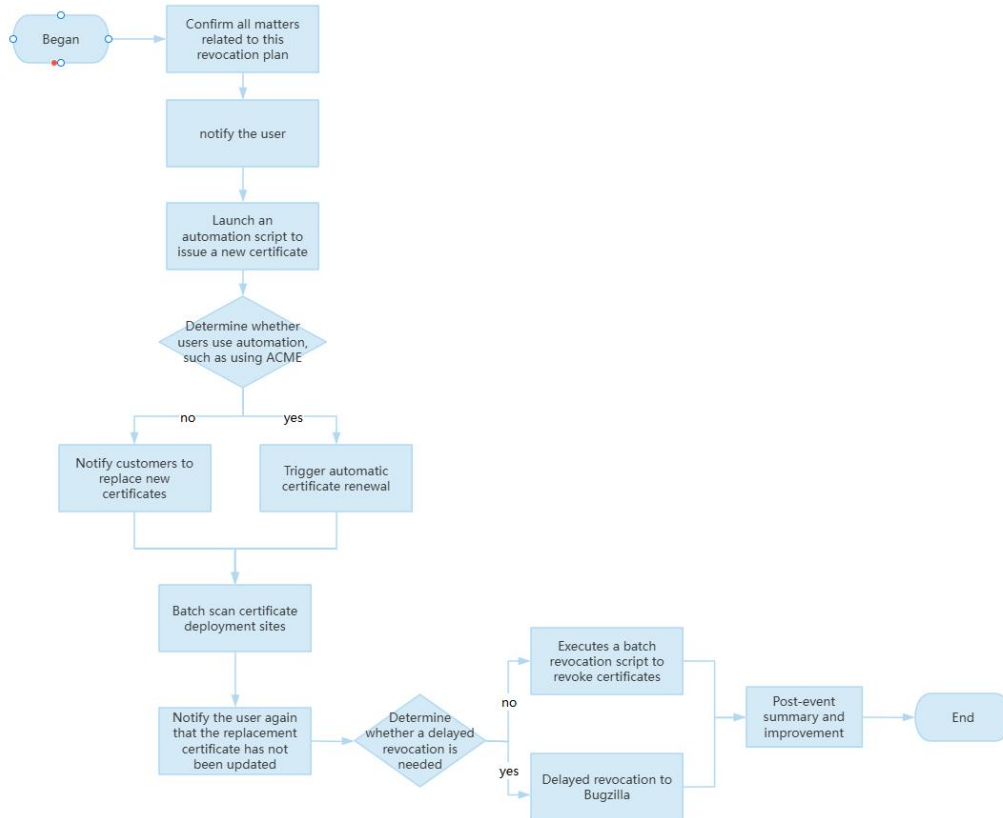 Began
Confirm all matters
related to this
revocation plan
notify the user
Launch an
automation script to
issue a new certificate
Determine whether
users use automation,
such as using ACME
no
yes
Notify customers to
replace new
certificates
Trigger automatic
certificate renewal
Batch scan certificate
deployment sites
Notify the user again
that the replacement
certificate has not
been updated
Determine
whether a delayed
revocation is
needed
no
yes
Executes a batch
revocation script to
revoke certificates
Delayed revocation to
Bugzilla
Post-event
summary and
improvement
End